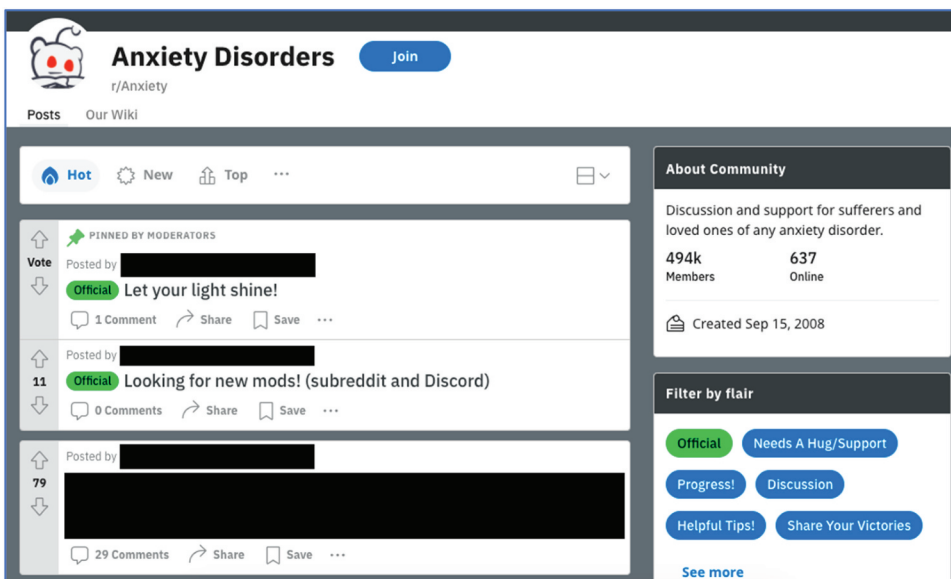 Anxiety Disorders
Join
r/Anxiety
Posts Our Wiki
Hot New Top ...
PINNED BY MODERATORS
Vote
Posted by
Official Let your light shine!
1 Comment Share Save ...
Posted by
11
Official Looking for new mods! (subreddit and Discord)
0 Comments Share Save ...
Posted by
79
29 Comments Share Save ...
About Community
Discussion and support for sufferers and
loved ones of any anxiety disorder.
494k 637
Members Online
Created Sep 15, 2008
Filter by flair
Official Needs A Hug/Support
Progress! Discussion
Helpful Tips! Share Your Victories
See more